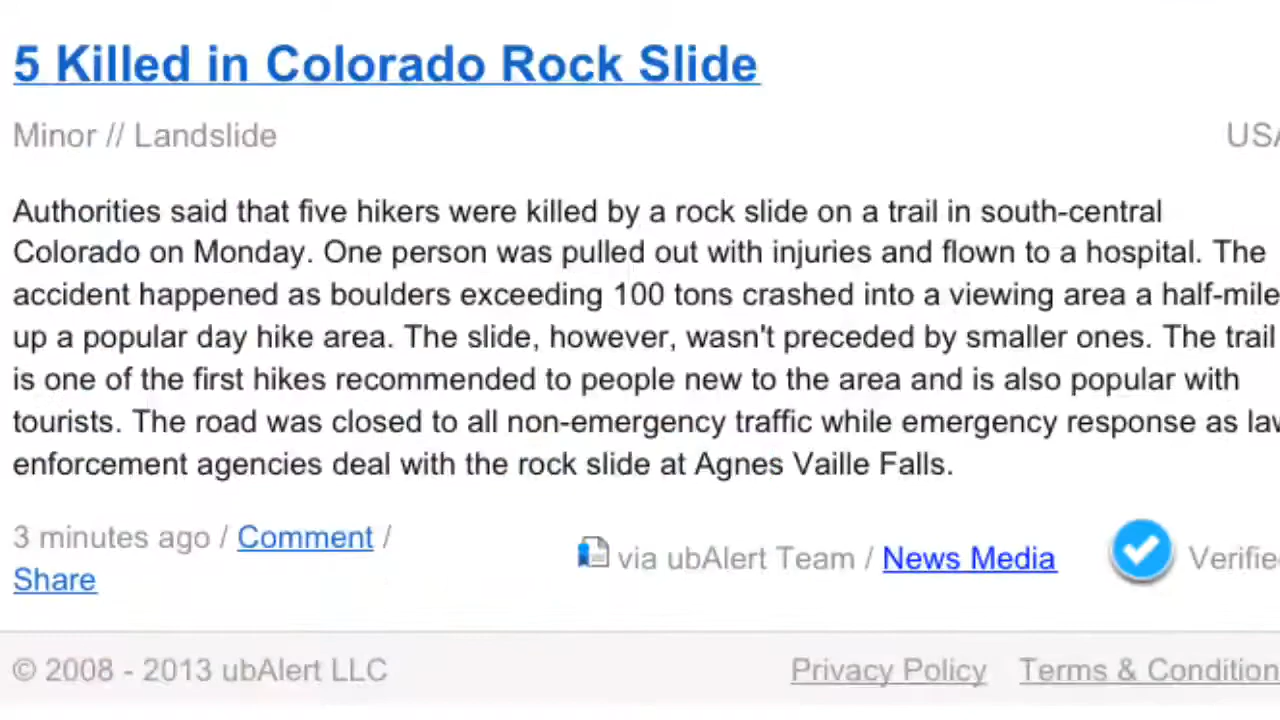 5 Killed in Colorado Rock Slide
Minor // Landslide
USA
Authorities said that five hikers were killed by a rock slide on a trail in south-central
Colorado on Monday. One person was pulled out with injuries and flown to a hospital. The
accident happened as boulders exceeding 100 tons crashed into a viewing area a half-mile
up a popular day hike area. The slide, however, wasn't preceded by smaller ones. The trail
is one of the first hikes recommended to people new to the area and is also popular with
tourists. The road was closed to all non-emergency traffic while emergency response as law
enforcement agencies deal with the rock slide at Agnes Vaille Falls.
3 minutes ago / Comment /
Share
via ubAlert Team / News Media
Verifie
© 2008 - 2013 ubAlert LLC
Privacy Policy Terms & Condition